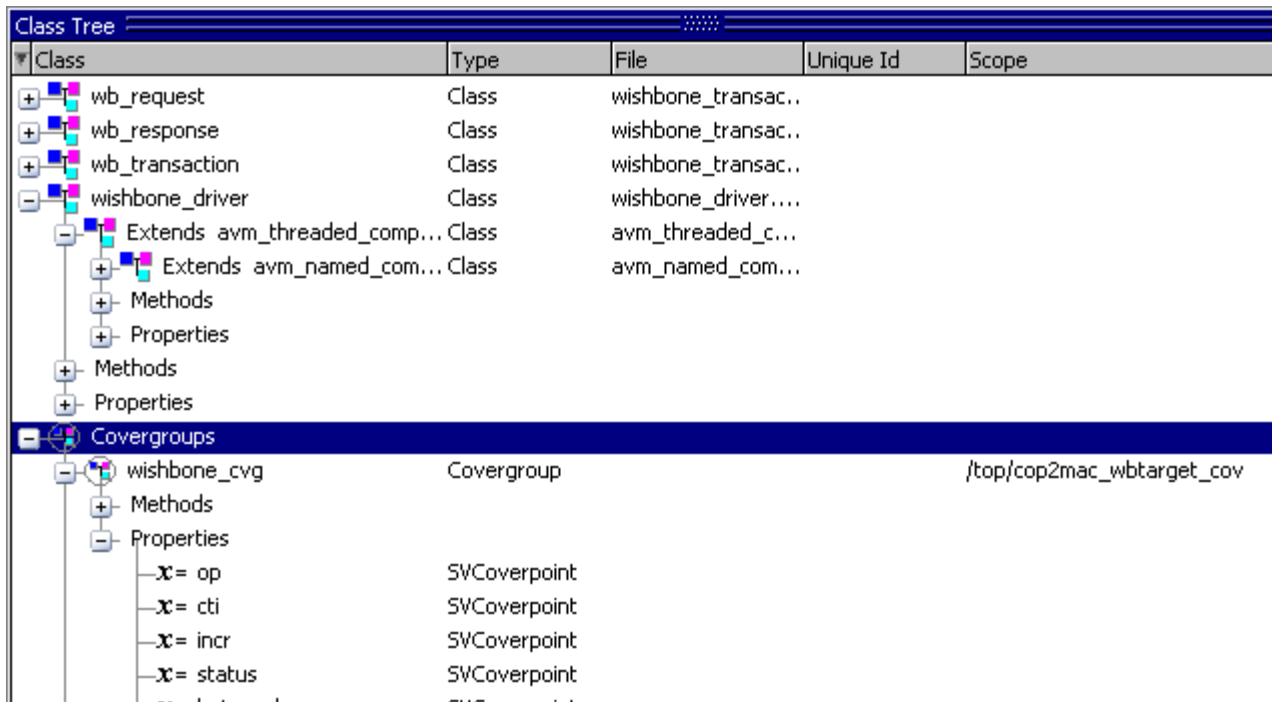 Class Tree
Class Type File Unique Id Scope
wb_request Class wishbone_transac..
wb_response Class wishbone_transac..
wb_transaction Class wishbone_transac..
wishbone_driver Class wishbone_driver....
Extends avm_threaded_comp... Class avm_threaded_c...
Extends avm_named_com... Class avm_named_com...
Methods
Properties
Methods
Properties
Covergroups
wishbone_cvg Covergroup /top/cop2mac_wbtarget_cov
Methods
Properties
x= op SVCoverpoint
x= cti SVCoverpoint
x= incr SVCoverpoint
x= status SVCoverpoint